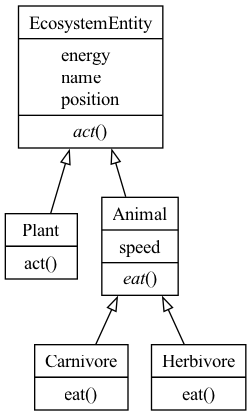 EcosystemEntity
energy
name
position
act()
Plant
act()
Animal
speed
eat()
Carnivore
eat()
Herbivore
eat()